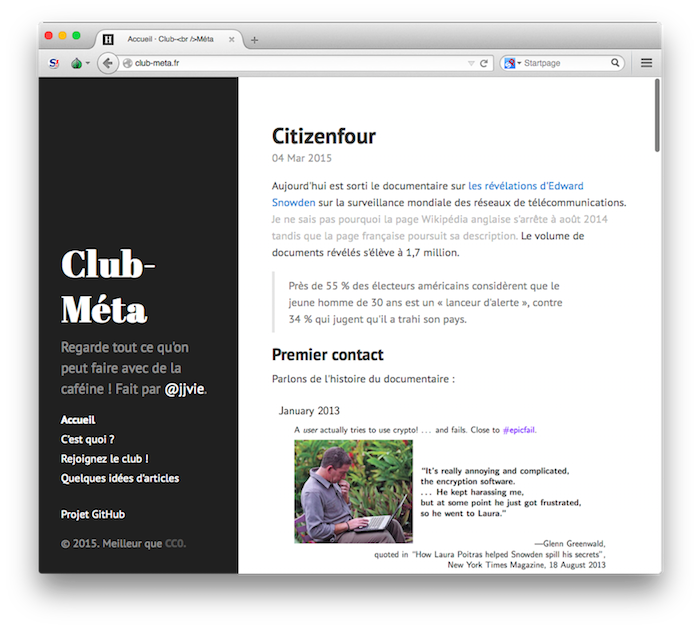 Accueil · Club-<br />Méta
club-meta.fr
Startpage
Club-
Méta
Regarde tout ce qu'on
peut faire avec de la
caféine ! Fait par @jjvie.
Accueil
C'est quoi ?
Rejoignez le club !
Quelques idées d'articles
Projet GitHub
© 2015. Meilleur que CC0.
Citizenfour
04 Mar 2015
Aujourd'hui est sorti le documentaire sur les révélations d'Edward
Snowden sur la surveillance mondiale des réseaux de télécommunications.
Je ne sais pas pourquoi la page Wikipédia anglaise s'arrête à août 2014
tandis que la page française poursuit sa description. Le volume de
documents révélés s'élève à 1,7 million.
Près de 55 % des électeurs américains considèrent que le
jeune homme de 30 ans est un « lanceur d'alerte », contre
34 % qui jugent qu'il a trahi son pays.
Premier contact
Parlons de l'histoire du documentaire :
January 2013
A user actually tries to use crypto! ... and fails. Close to #epicfail.
"It's really annoying and complicated,
the encryption software.
... He kept harassing me,
but at some point he just got frustrated,
so he went to Laura."
—Glenn Greenwald,
quoted in "How Laura Poitras helped Snowden spill his secrets",
New York Times Magazine, 18 August 2013